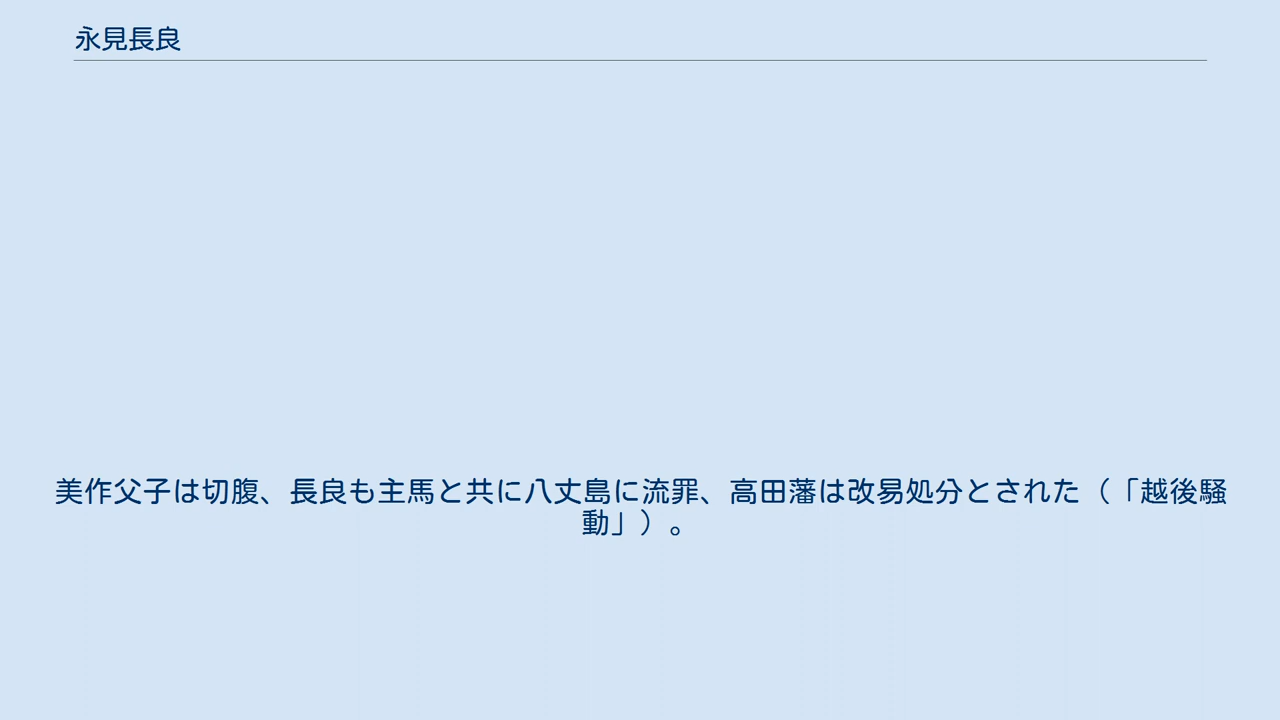 永見長良
美作父子は切腹、長良も主馬と共に八丈島に流罪、高田藩は改易処分とされた（「越後騒
動」）。